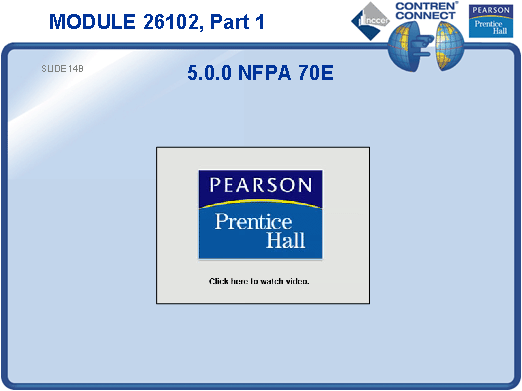 MODULE 26102, Part 1
nccer
CONTREN®
CONNECT
PEARSON
Prentice
Hall
SLIDE 14B
5.0.0 NFPA 70E
PEARSON
Prentice
Hall
Click here to watch video.